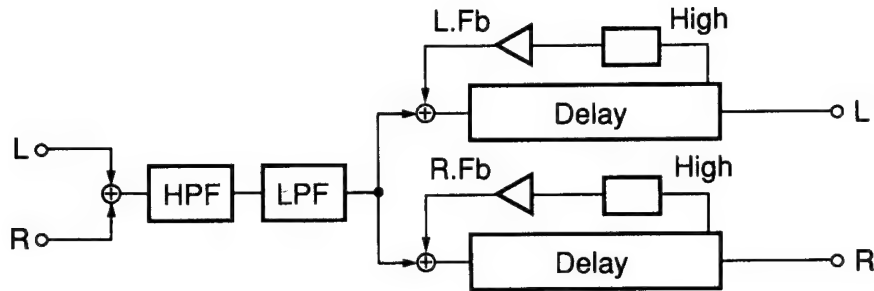 L.Fb
High
Delay
L
L
HPF
LPF
R
R.Fb
High
Delay
R